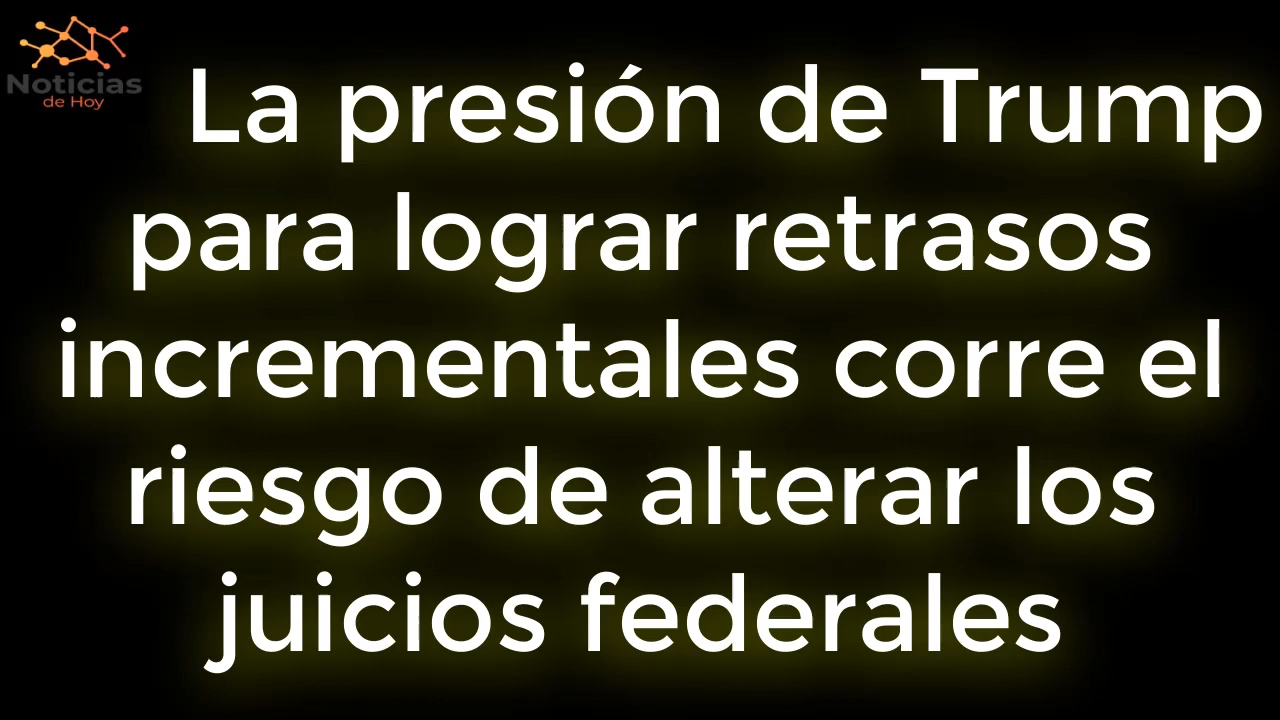 Noticias
de Hoy
La presión de Trump
para lograr retrasos
incrementales corre el
riesgo de alterar los
juicios federales